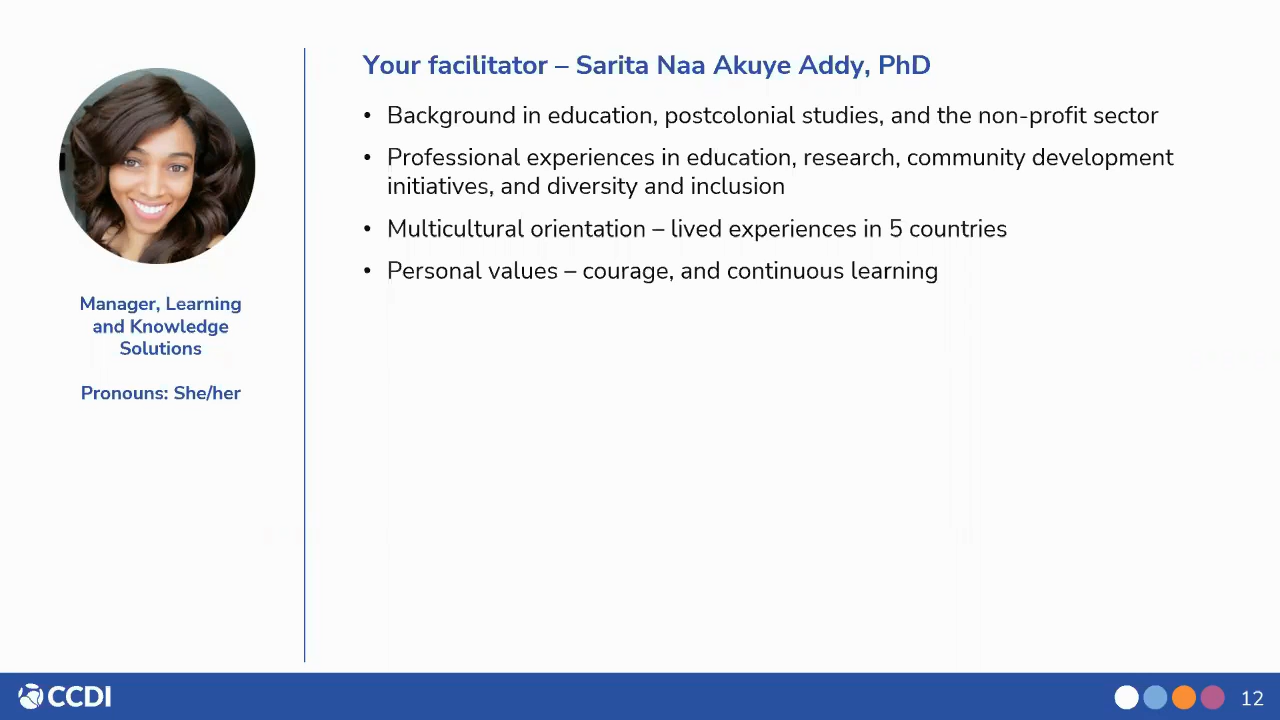 Your facilitator – Sarita Naa Akuye Addy, PhD
• Background in education, postcolonial studies, and the non-profit sector
• Professional experiences in education, research, community development
initiatives, and diversity and inclusion
• Multicultural orientation – lived experiences in 5 countries
• Personal values – courage, and continuous learning
Manager, Learning
and Knowledge
Solutions
Pronouns: She/her
CCDI
12